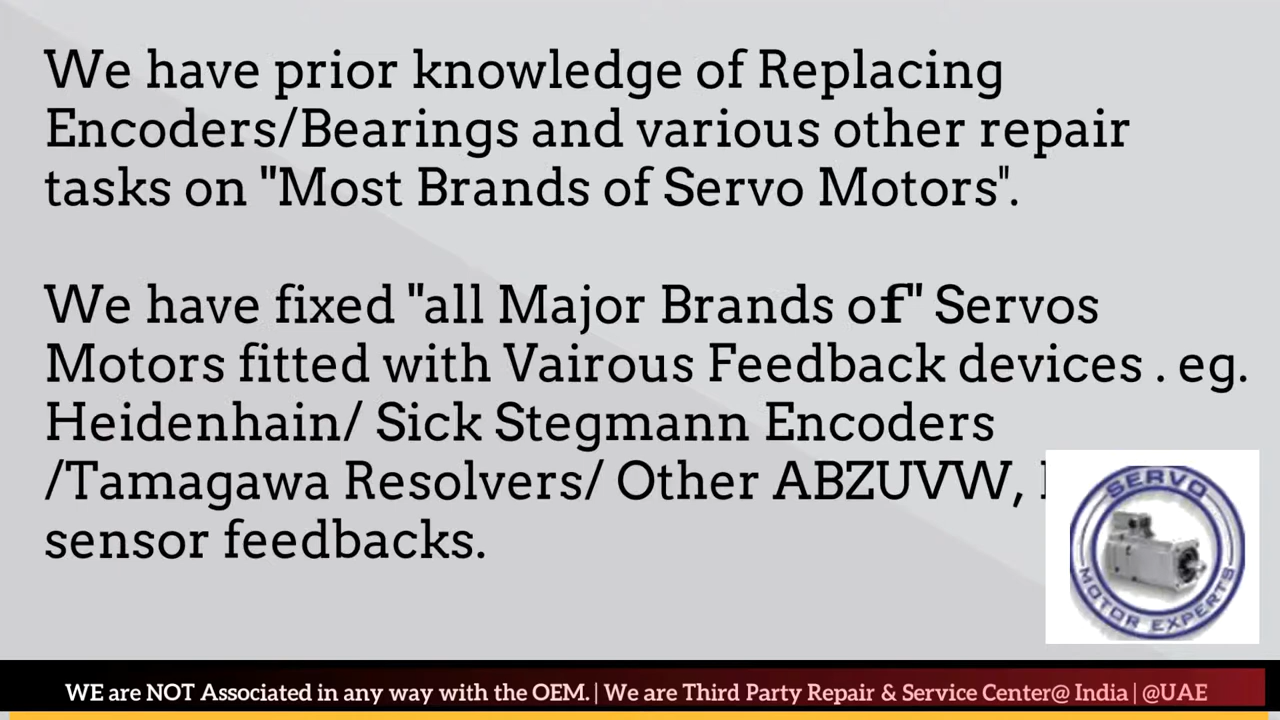 We have prior knowledge of Replacing
Encoders/Bearings and various other repair
tasks on "Most Brands of Servo Motors".
We have fixed "all Major Brands of" Servos
Motors fitted with Vairous Feedback devices . eg.
Heidenhain/ Sick Stegmann Encoders
/Tamagawa Resolvers/ Other ABZUVW,
sensor feedbacks.
SERVO
MOTOR EXPERTS
WE are NOT Associated in any way with the OEM. | We are Third Party Repair & Service Center@ India | @UAE